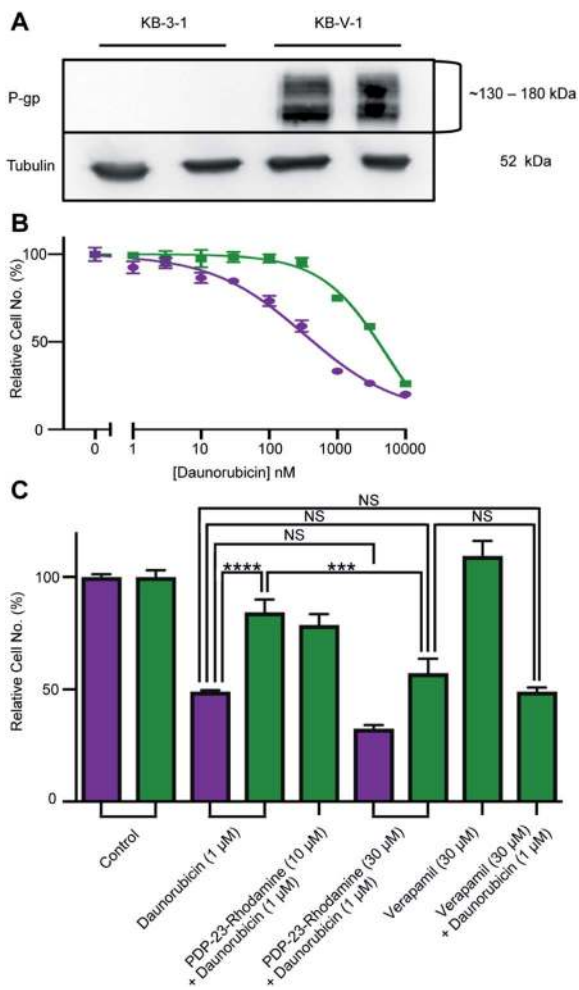 A
KB-3-1
KB-V-1
P-gp
~130 – 180 kDa
Tubulin
52 kDa
B
Relative Cell No. (%)
100
50
0
0
1
10
100
1000
10000
[Daunorubicin] nM
C
NS
NS
NS
NS
****
***
Relative Cell No. (%)
100
50
0
Control
Daunorubicin (1 µM)
PDP-23-Rhodamine (10 µM)
+ Daunorubicin (1 µM)
PDP-23-Rhodamine (30 µM)
+ Daunorubicin (1 µM)
Verapamil (30 µM)
Verapamil (30 µM)
+ Daunorubicin (1 µM)